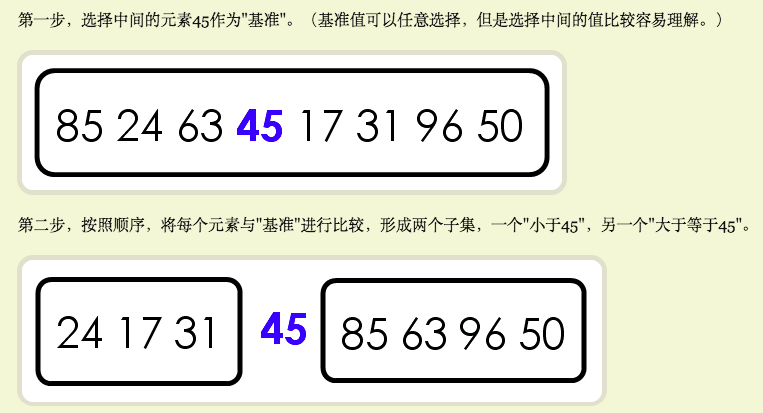 第一步，选择中间的元素45作为"基准"。（基准值可以任意选择，但是选择中间的值比较容易理解。）
85 24 63 45 17 31 96 50
第二步，按照顺序，将每个元素与"基准"进行比较，形成两个子集，一个"小于45"，另一个"大于等于45"。
24 17 31 45 85 63 96 50